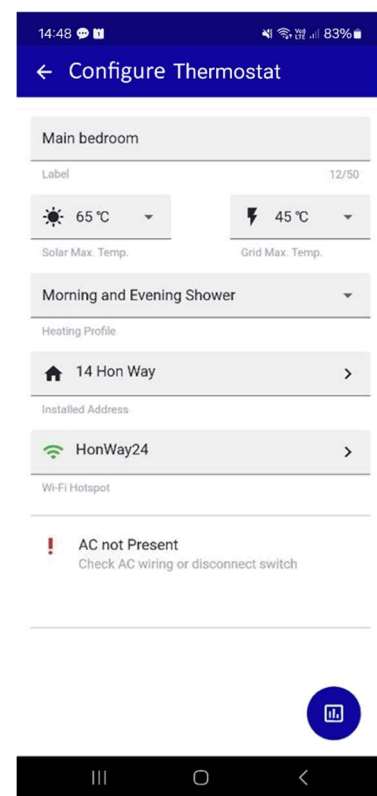 14:48 83%
Configure Thermostat
Main bedroom
Label 12/50
65 °C 45 °C
Solar Max. Temp. Grid Max. Temp.
Morning and Evening Shower
Heating Profile
14 Hon Way
Installed Address
HonWay24
Wi-Fi Hotspot
! AC not Present
Check AC wiring or disconnect switch